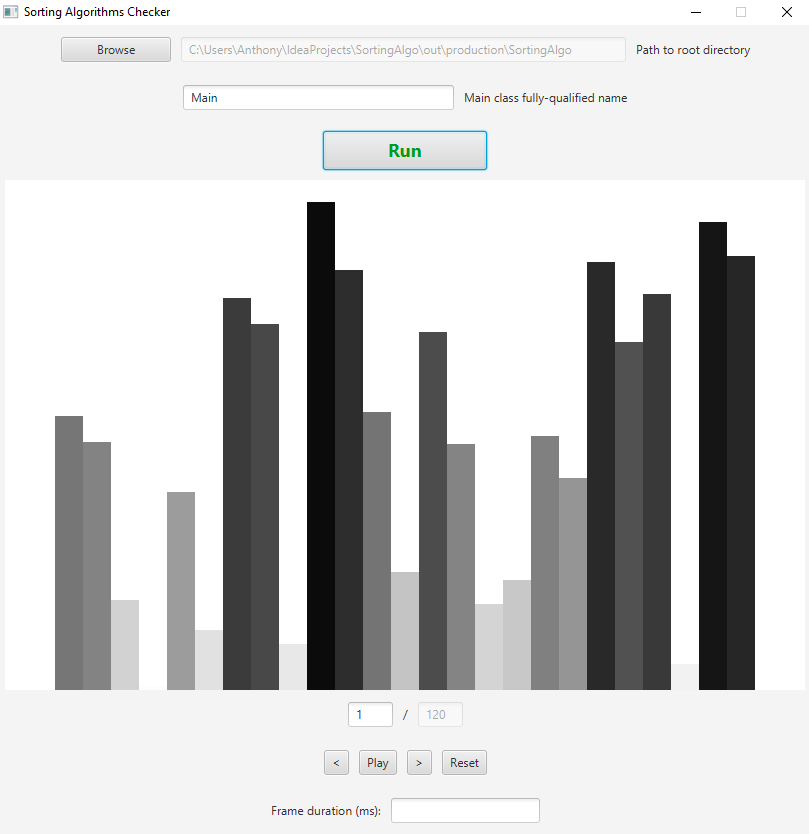 Sorting Algorithms Checker
Browse C:\Users\Anthony\IdeaProjects\SortingAlgo\out\production\SortingAlgo Path to root directory
Main Main class fully-qualified name
Run
1 / 120
< Play > Reset
Frame duration (ms):